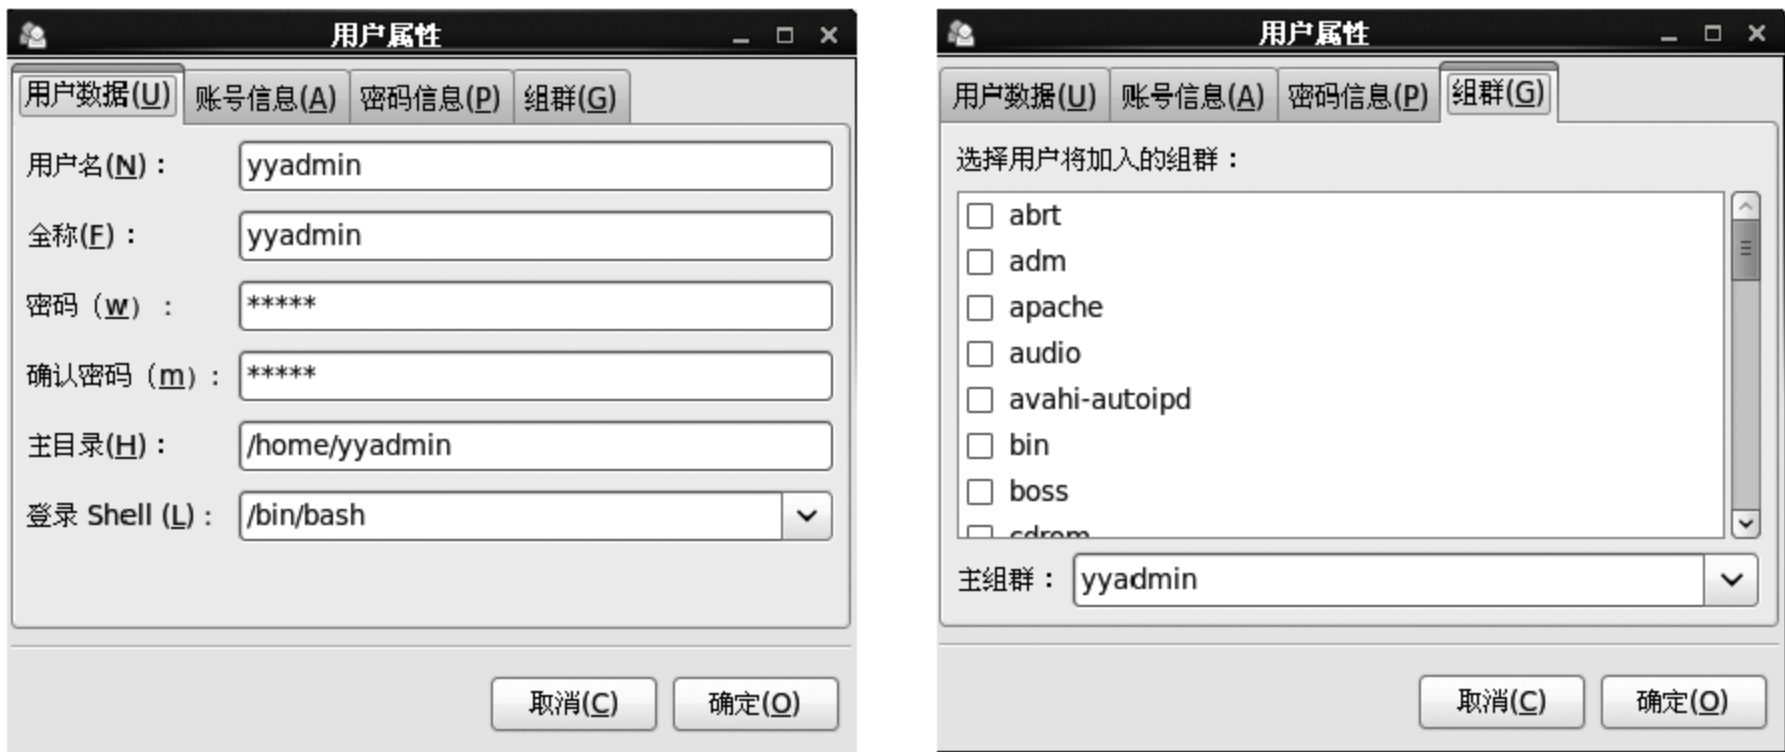 用户属性
用户数据(U) 账号信息(A) 密码信息(P) 组群(G)
用户名(N)： yyadmin
全称(F)： yyadmin
密码（w）： *****
确认密码（m）： *****
主目录(H)： /home/yyadmin
登录 Shell (L)： /bin/bash
取消(C) 确定(O)
用户属性
用户数据(U) 账号信息(A) 密码信息(P) 组群(G)
选择用户将加入的组群：
abrt
adm
apache
audio
avahi-autoipd
bin
boss
cdrom
主组群： yyadmin
取消(C) 确定(O)